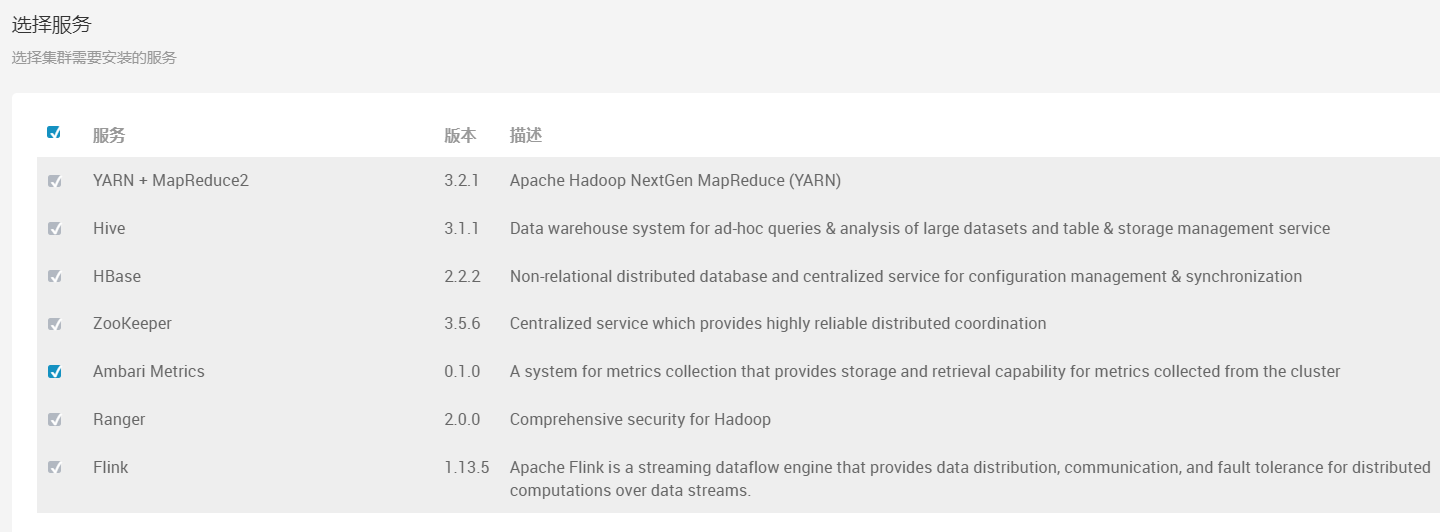 选择服务
选择集群需要安装的服务
服务 版本 描述
YARN + MapReduce2 3.2.1 Apache Hadoop NextGen MapReduce (YARN)
Hive 3.1.1 Data warehouse system for ad-hoc queries & analysis of large datasets and table & storage management service
HBase 2.2.2 Non-relational distributed database and centralized service for configuration management & synchronization
ZooKeeper 3.5.6 Centralized service which provides highly reliable distributed coordination
Ambari Metrics 0.1.0 A system for metrics collection that provides storage and retrieval capability for metrics collected from the cluster
Ranger 2.0.0 Comprehensive security for Hadoop
Flink 1.13.5 Apache Flink is a streaming dataflow engine that provides data distribution, communication, and fault tolerance for distributed
computations over data streams.